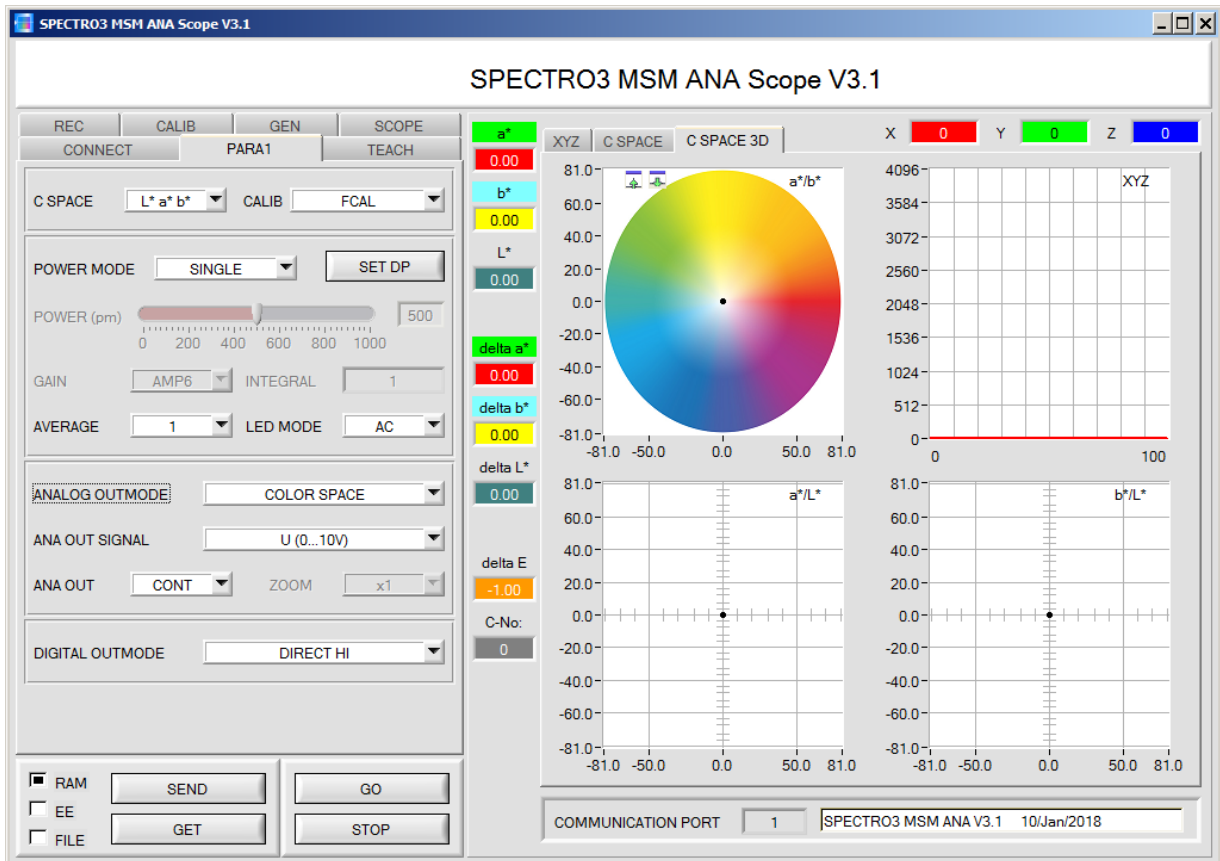 SPECTRO3 MSM ANA Scope V3.1
SPECTRO3 MSM ANA Scope V3.1
REC CALIB GEN SCOPE
CONNECT PARA1 TEACH
C SPACE L* a* b* CALIB FCAL
POWER MODE SINGLE SET DP
POWER (pm) 500
0 200 400 600 800 1000
GAIN AMP6 INTEGRAL 1
AVERAGE 1 LED MODE AC
ANALOG OUTMODE COLOR SPACE
ANA OUT SIGNAL U (0...10V)
ANA OUT CONT ZOOM x1
DIGITAL OUTMODE DIRECT HI
RAM SEND GO
EE
GET STOP
FILE
a*
0.00
b*
0.00
L*
0.00
delta a*
0.00
delta b*
0.00
delta L*
0.00
delta E
-1.00
C-No:
0
XYZ C SPACE C SPACE 3D
X 0 Y 0 Z 0
a*/b*
81.0
60.0
40.0
20.0
0.0
-20.0
-40.0
-60.0
-81.0
-81.0 -50.0 0.0 50.0 81.0
XYZ
4096
3584
3072
2560
2048
1536
1024
512
0
0 100
a*/L*
81.0
60.0
40.0
20.0
0.0
-20.0
-40.0
-60.0
-81.0
-81.0 -50.0 0.0 50.0 81.0
b*/L*
81.0
60.0
40.0
20.0
0.0
-20.0
-40.0
-60.0
-81.0
-81.0 -50.0 0.0 50.0 81.0
COMMUNICATION PORT 1 SPECTRO3 MSM ANA V3.1 10/Jan/2018